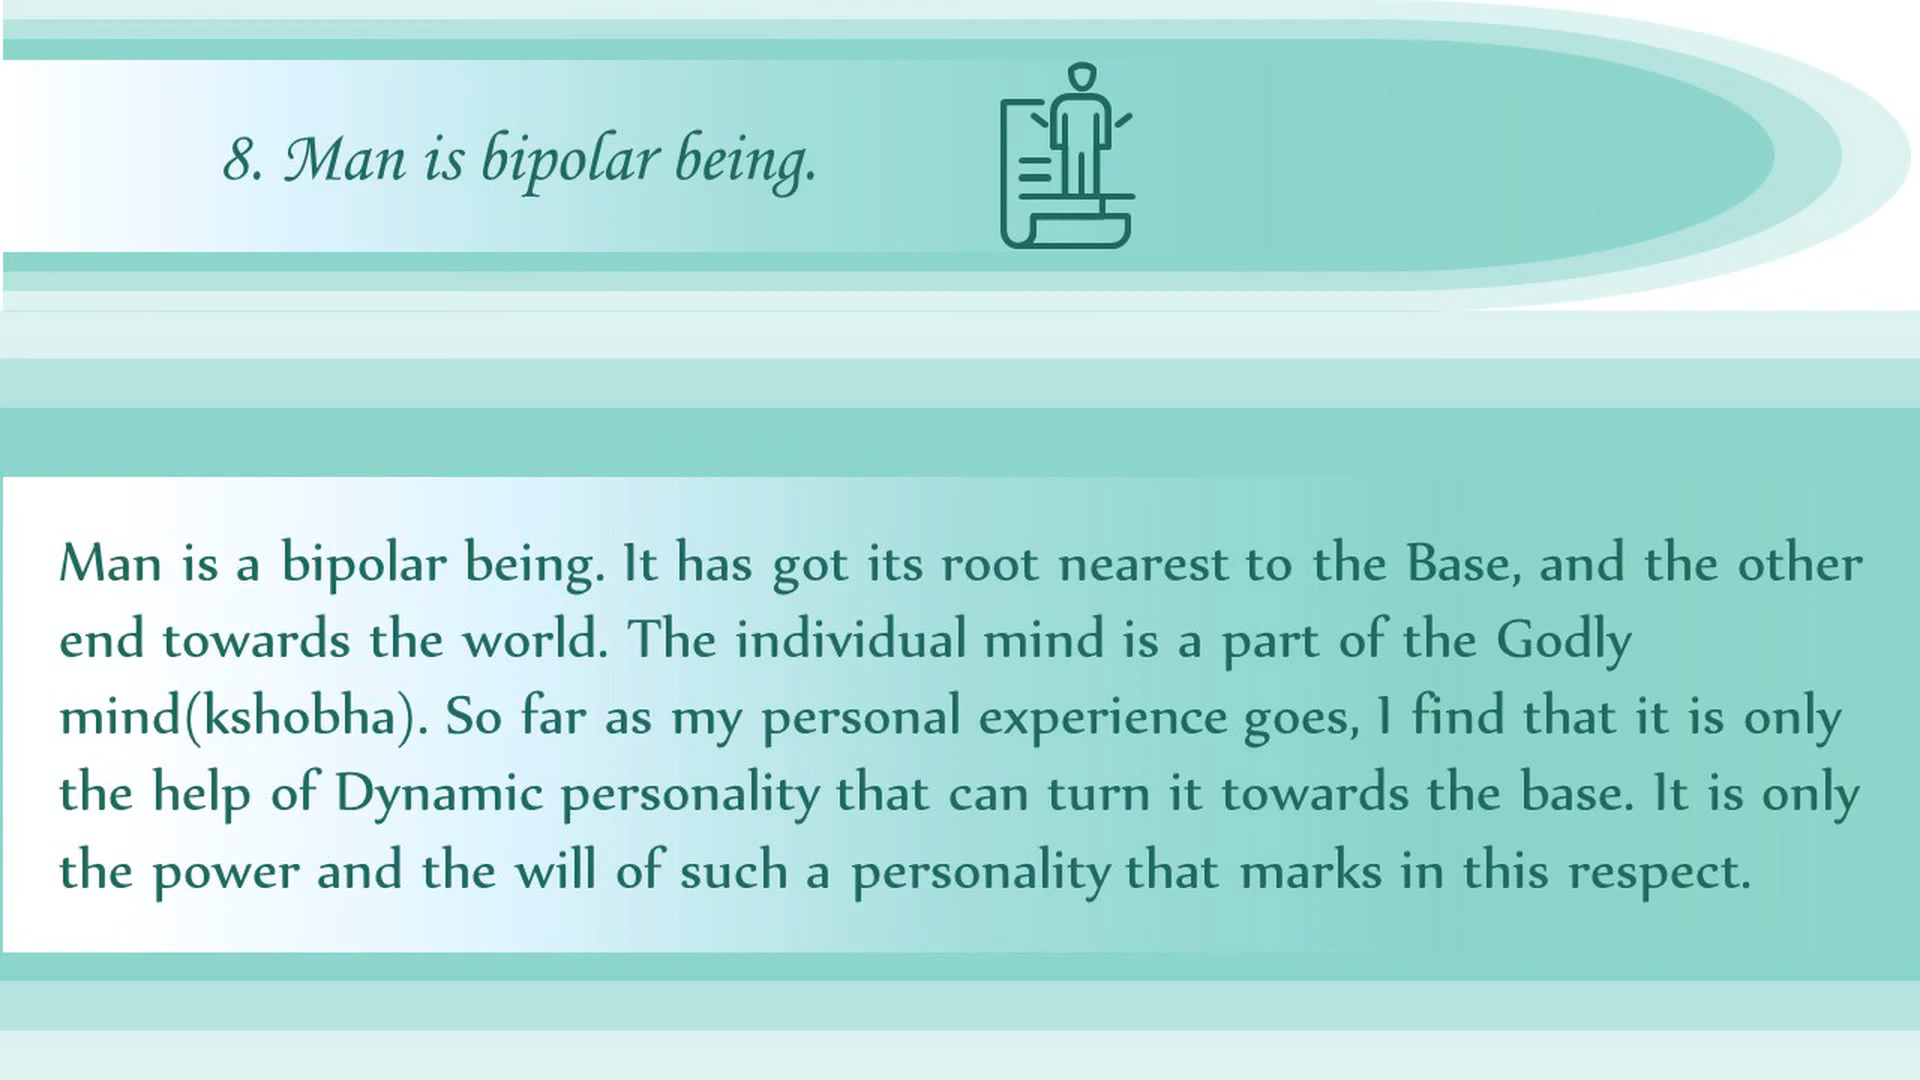 8. Man is bipolar being.
Man is a bipolar being. It has got its root nearest to the Base, and the other
end towards the world. The individual mind is a part of the Godly
mind(kshobha). So far as my personal experience goes, I find that it is only
the help of Dynamic personality that can turn it towards the base. It is only
the power and the will of such a personality that marks in this respect.